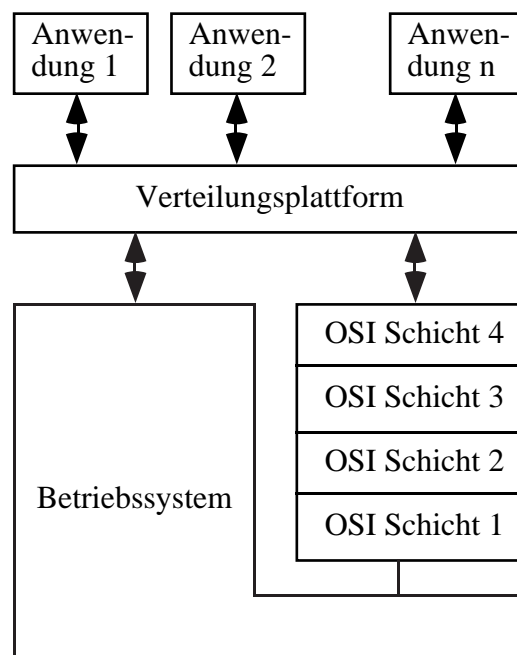 Anwen-
dung 1
Anwen-
dung 2
Anwen-
dung n
Verteilungsplattform
OSI Schicht 4
OSI Schicht 3
OSI Schicht 2
Betriebssystem
OSI Schicht 1